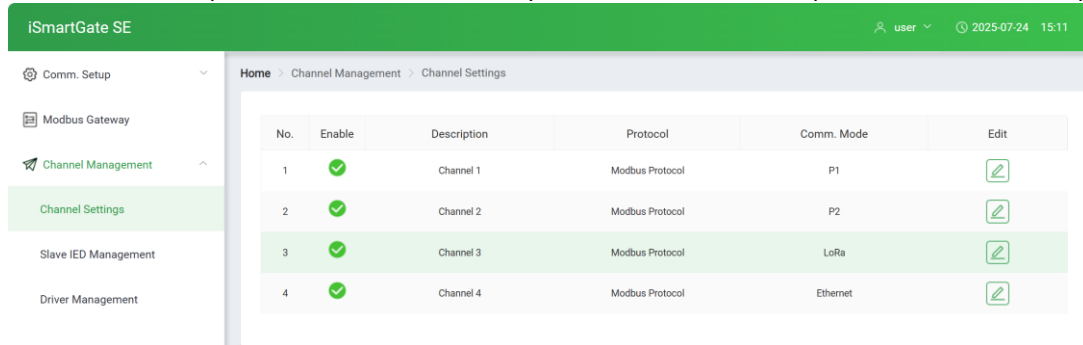 iSmartGate SE
user
2025-07-24 15:11
Comm. Setup
Modbus Gateway
Channel Management
Channel Settings
Slave IED Management
Driver Management
Home > Channel Management > Channel Settings
No. Enable Description Protocol Comm. Mode Edit
1 Channel 1 Modbus Protocol P1
2 Channel 2 Modbus Protocol P2
3 Channel 3 Modbus Protocol LoRa
4 Channel 4 Modbus Protocol Ethernet